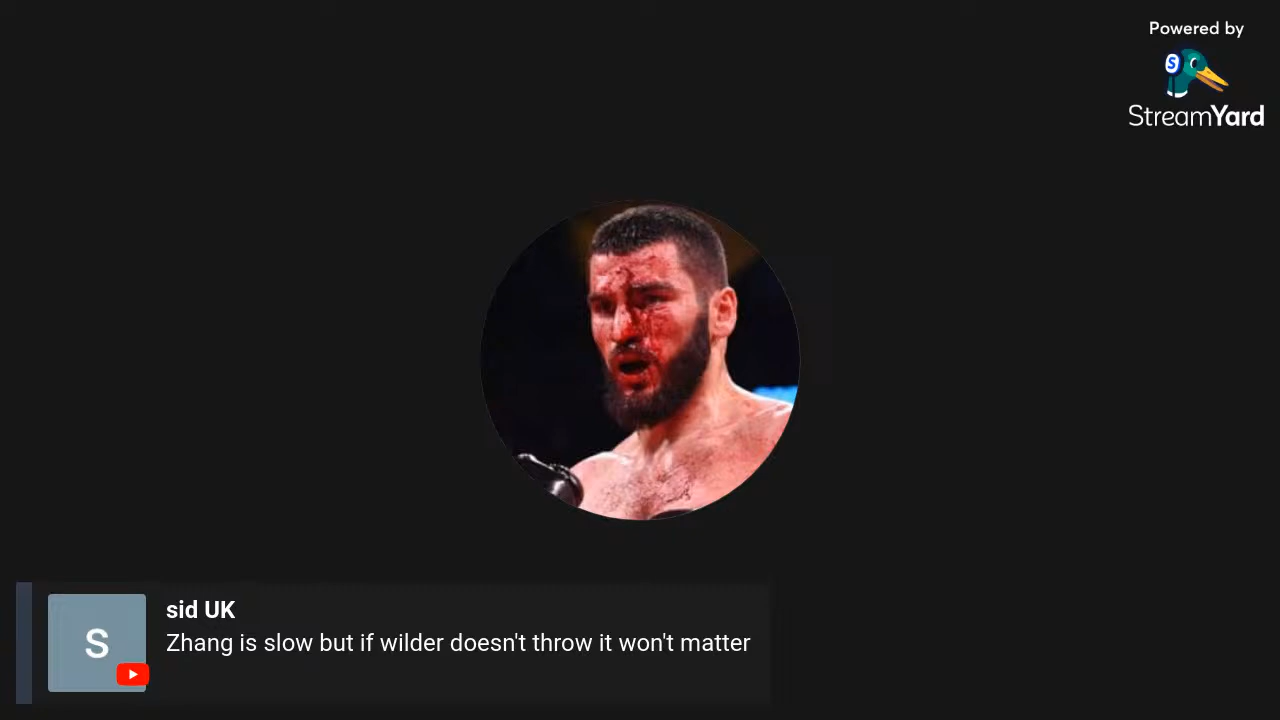 Powered by
S
StreamYard
S
sid UK
Zhang is slow but if wilder doesn't throw it won't matter